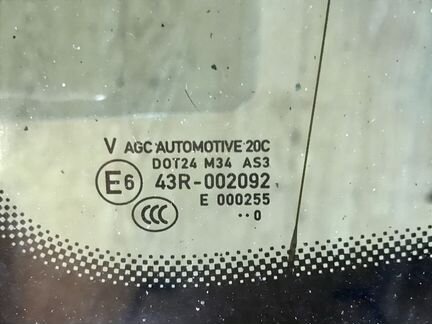 V AGC AUTOMOTIVE 20C
DOT24 M34 AS3
E6 43R-002092
E 000255
CCC ··0